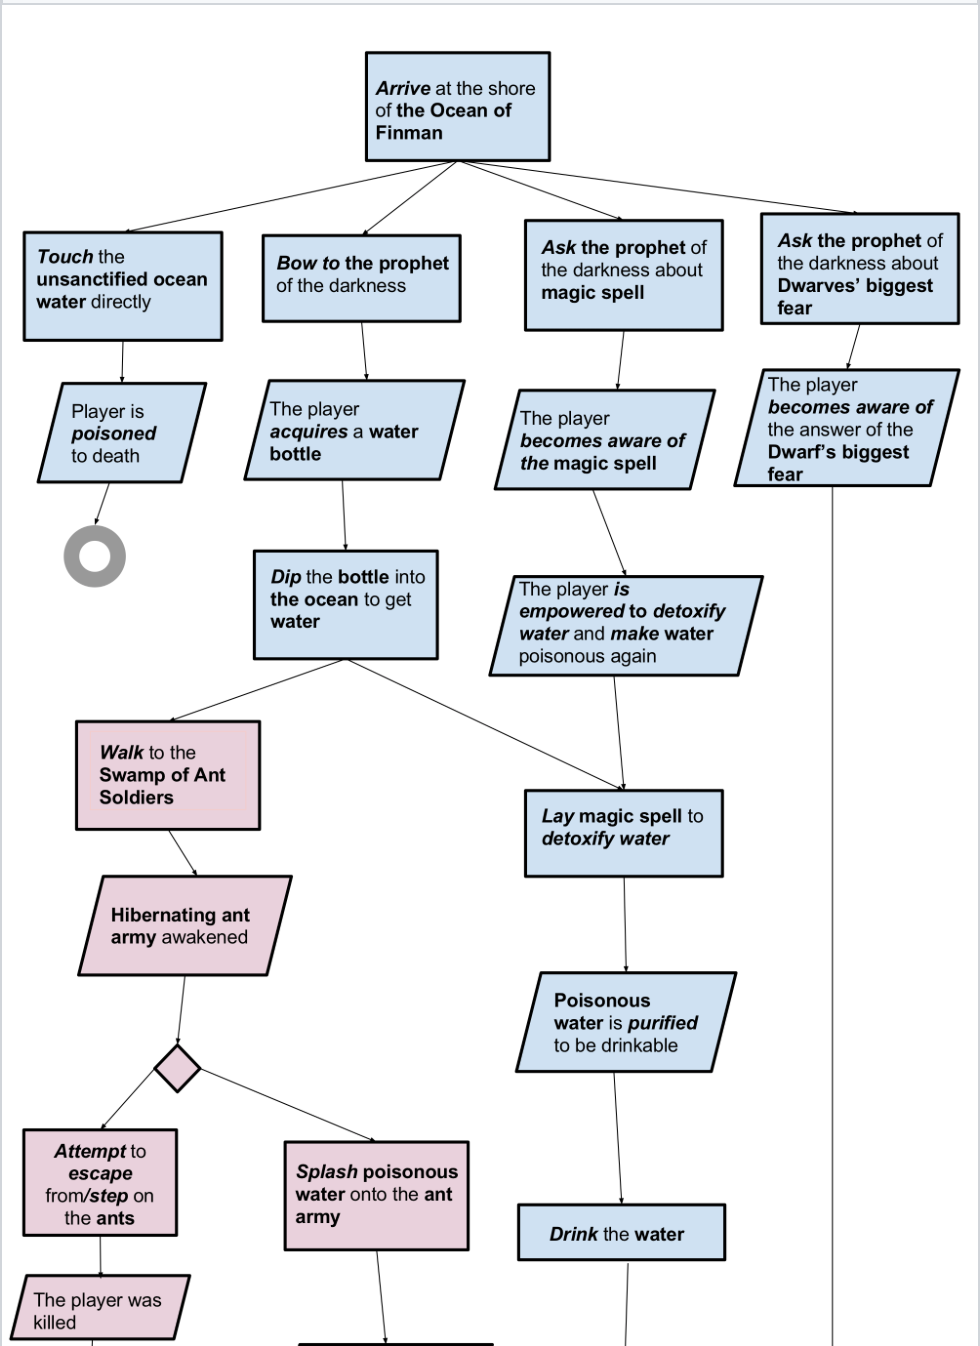 Arrive at the shore
of the Ocean of
Finman
Touch the
unsanctified ocean
water directly
Bow to the prophet
of the darkness
Ask the prophet of
the darkness about
magic spell
Ask the prophet of
the darkness about
Dwarves’ biggest
fear
Player is
poisoned
to death
The player
acquires a water
bottle
The player
becomes aware of
the magic spell
The player
becomes aware of
the answer of the
Dwarf’s biggest
fear
Dip the bottle into
the ocean to get
water
The player is
empowered to detoxify
water and make water
poisonous again
Walk to the
Swamp of Ant
Soldiers
Lay magic spell to
detoxify water
Hibernating ant
army awakened
Poisonous
water is purified
to be drinkable
Attempt to
escape
from/step on
the ants
Splash poisonous
water onto the ant
army
Drink the water
The player was
killed